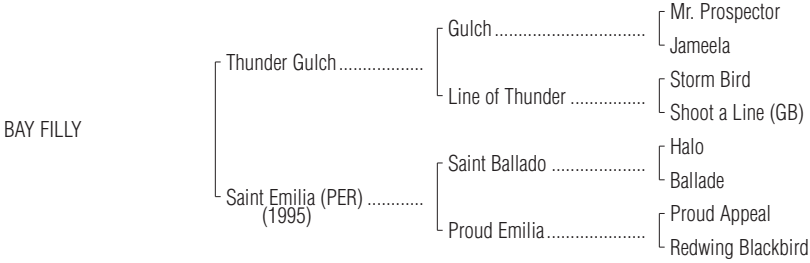 Mr. Prospector
Gulch ...............................
Jameela
Thunder Gulch ..................
Storm Bird
Line of Thunder ................
Shoot a Line (GB)
BAY FILLY
Halo
Saint Ballado ....................
Ballade
Saint Emilia (PER) ............
(1995)
Proud Appeal
Proud Emilia .....................
Redwing Blackbird